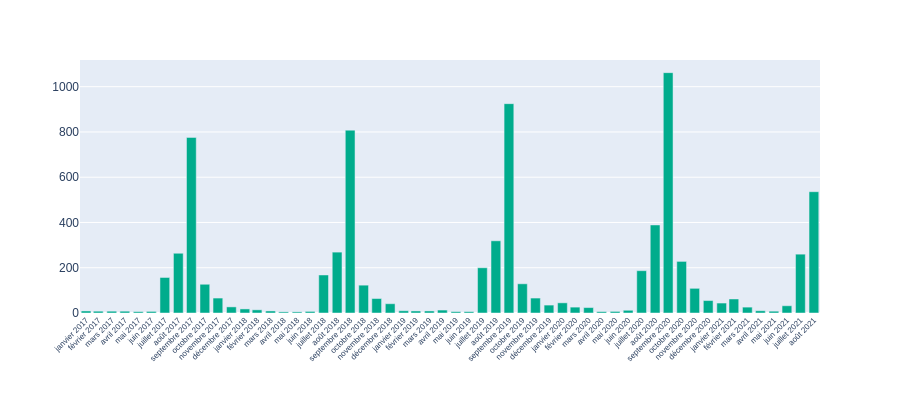 1000
800
600
400
200
0
janvier 2017
février 2017
mars 2017
avril 2017
mai 2017
juin 2017
juillet 2017
août 2017
septembre 2017
octobre 2017
novembre 2017
décembre 2017
janvier 2018
février 2018
mars 2018
avril 2018
mai 2018
juin 2018
juillet 2018
août 2018
septembre 2018
octobre 2018
novembre 2018
décembre 2018
janvier 2019
février 2019
mars 2019
avril 2019
mai 2019
juin 2019
juillet 2019
août 2019
septembre 2019
octobre 2019
novembre 2019
décembre 2019
janvier 2020
février 2020
mars 2020
avril 2020
mai 2020
juin 2020
juillet 2020
août 2020
septembre 2020
octobre 2020
novembre 2020
décembre 2020
janvier 2021
février 2021
mars 2021
avril 2021
mai 2021
juin 2021
juillet 2021
août 2021